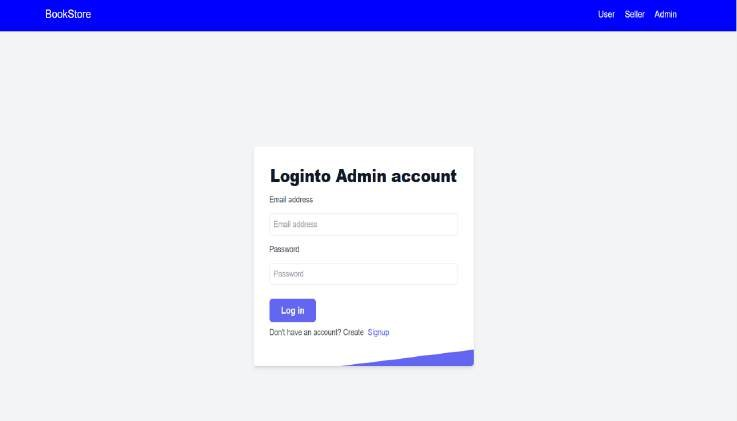 BookStore User Seller Admin
Loginto Admin account
Email address
Email address
Password
Password
Log in
Don't have an account? Create Signup